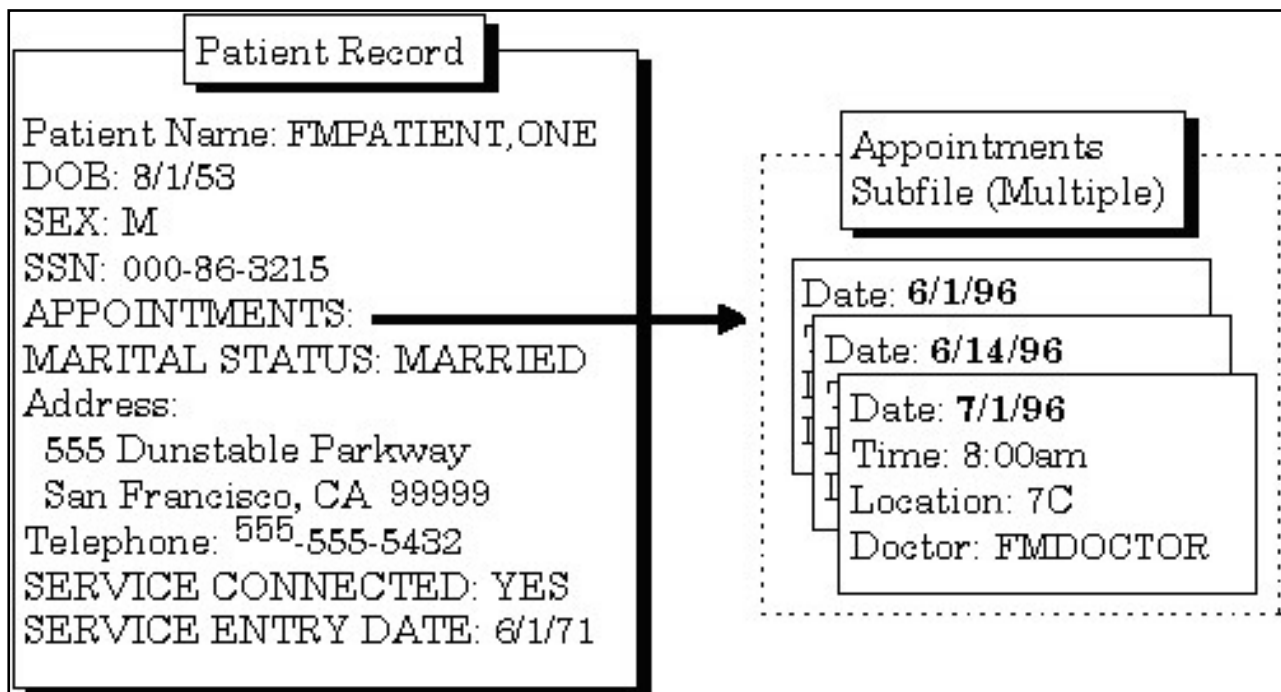 Patient Record
Patient Name: FMPATIENT,ONE
DOB: 8/1/53
SEX: M
SSN: 000-86-3215
APPOINTMENTS:
MARITAL STATUS: MARRIED
Address:
555 Dunstable Parkway
San Francisco, CA 99999
Telephone: 555-555-5432
SERVICE CONNECTED: YES
SERVICE ENTRY DATE: 6/1/71
Appointments
Subfile (Multiple)
Date: 6/1/96
Date: 6/14/96
Date: 7/1/96
Time: 8:00am
Location: 7C
Doctor: FMDOCTOR